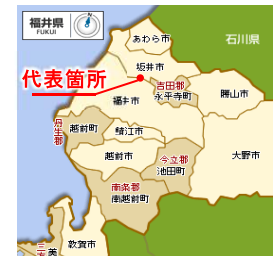 福井県
FUKUI
石川県
あわら市
坂井市
代表箇所
吉田郡
永平寺町
勝山市
福井市
丹生郡
越前町
鯖江市
大野市
越前市
今立郡
池田町
南条郡
南越前町
敦賀市
美
三